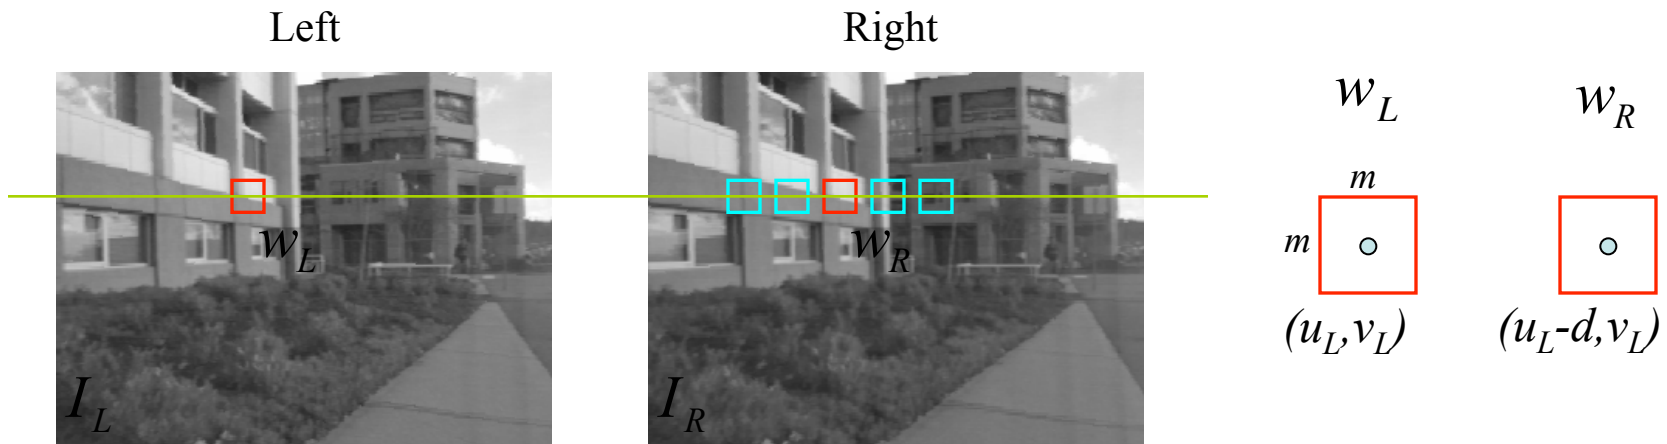 Left
Right
w_L
w_R
m
m
w_L
w_R
(u_L,v_L)
(u_L-d,v_L)
I_L
I_R